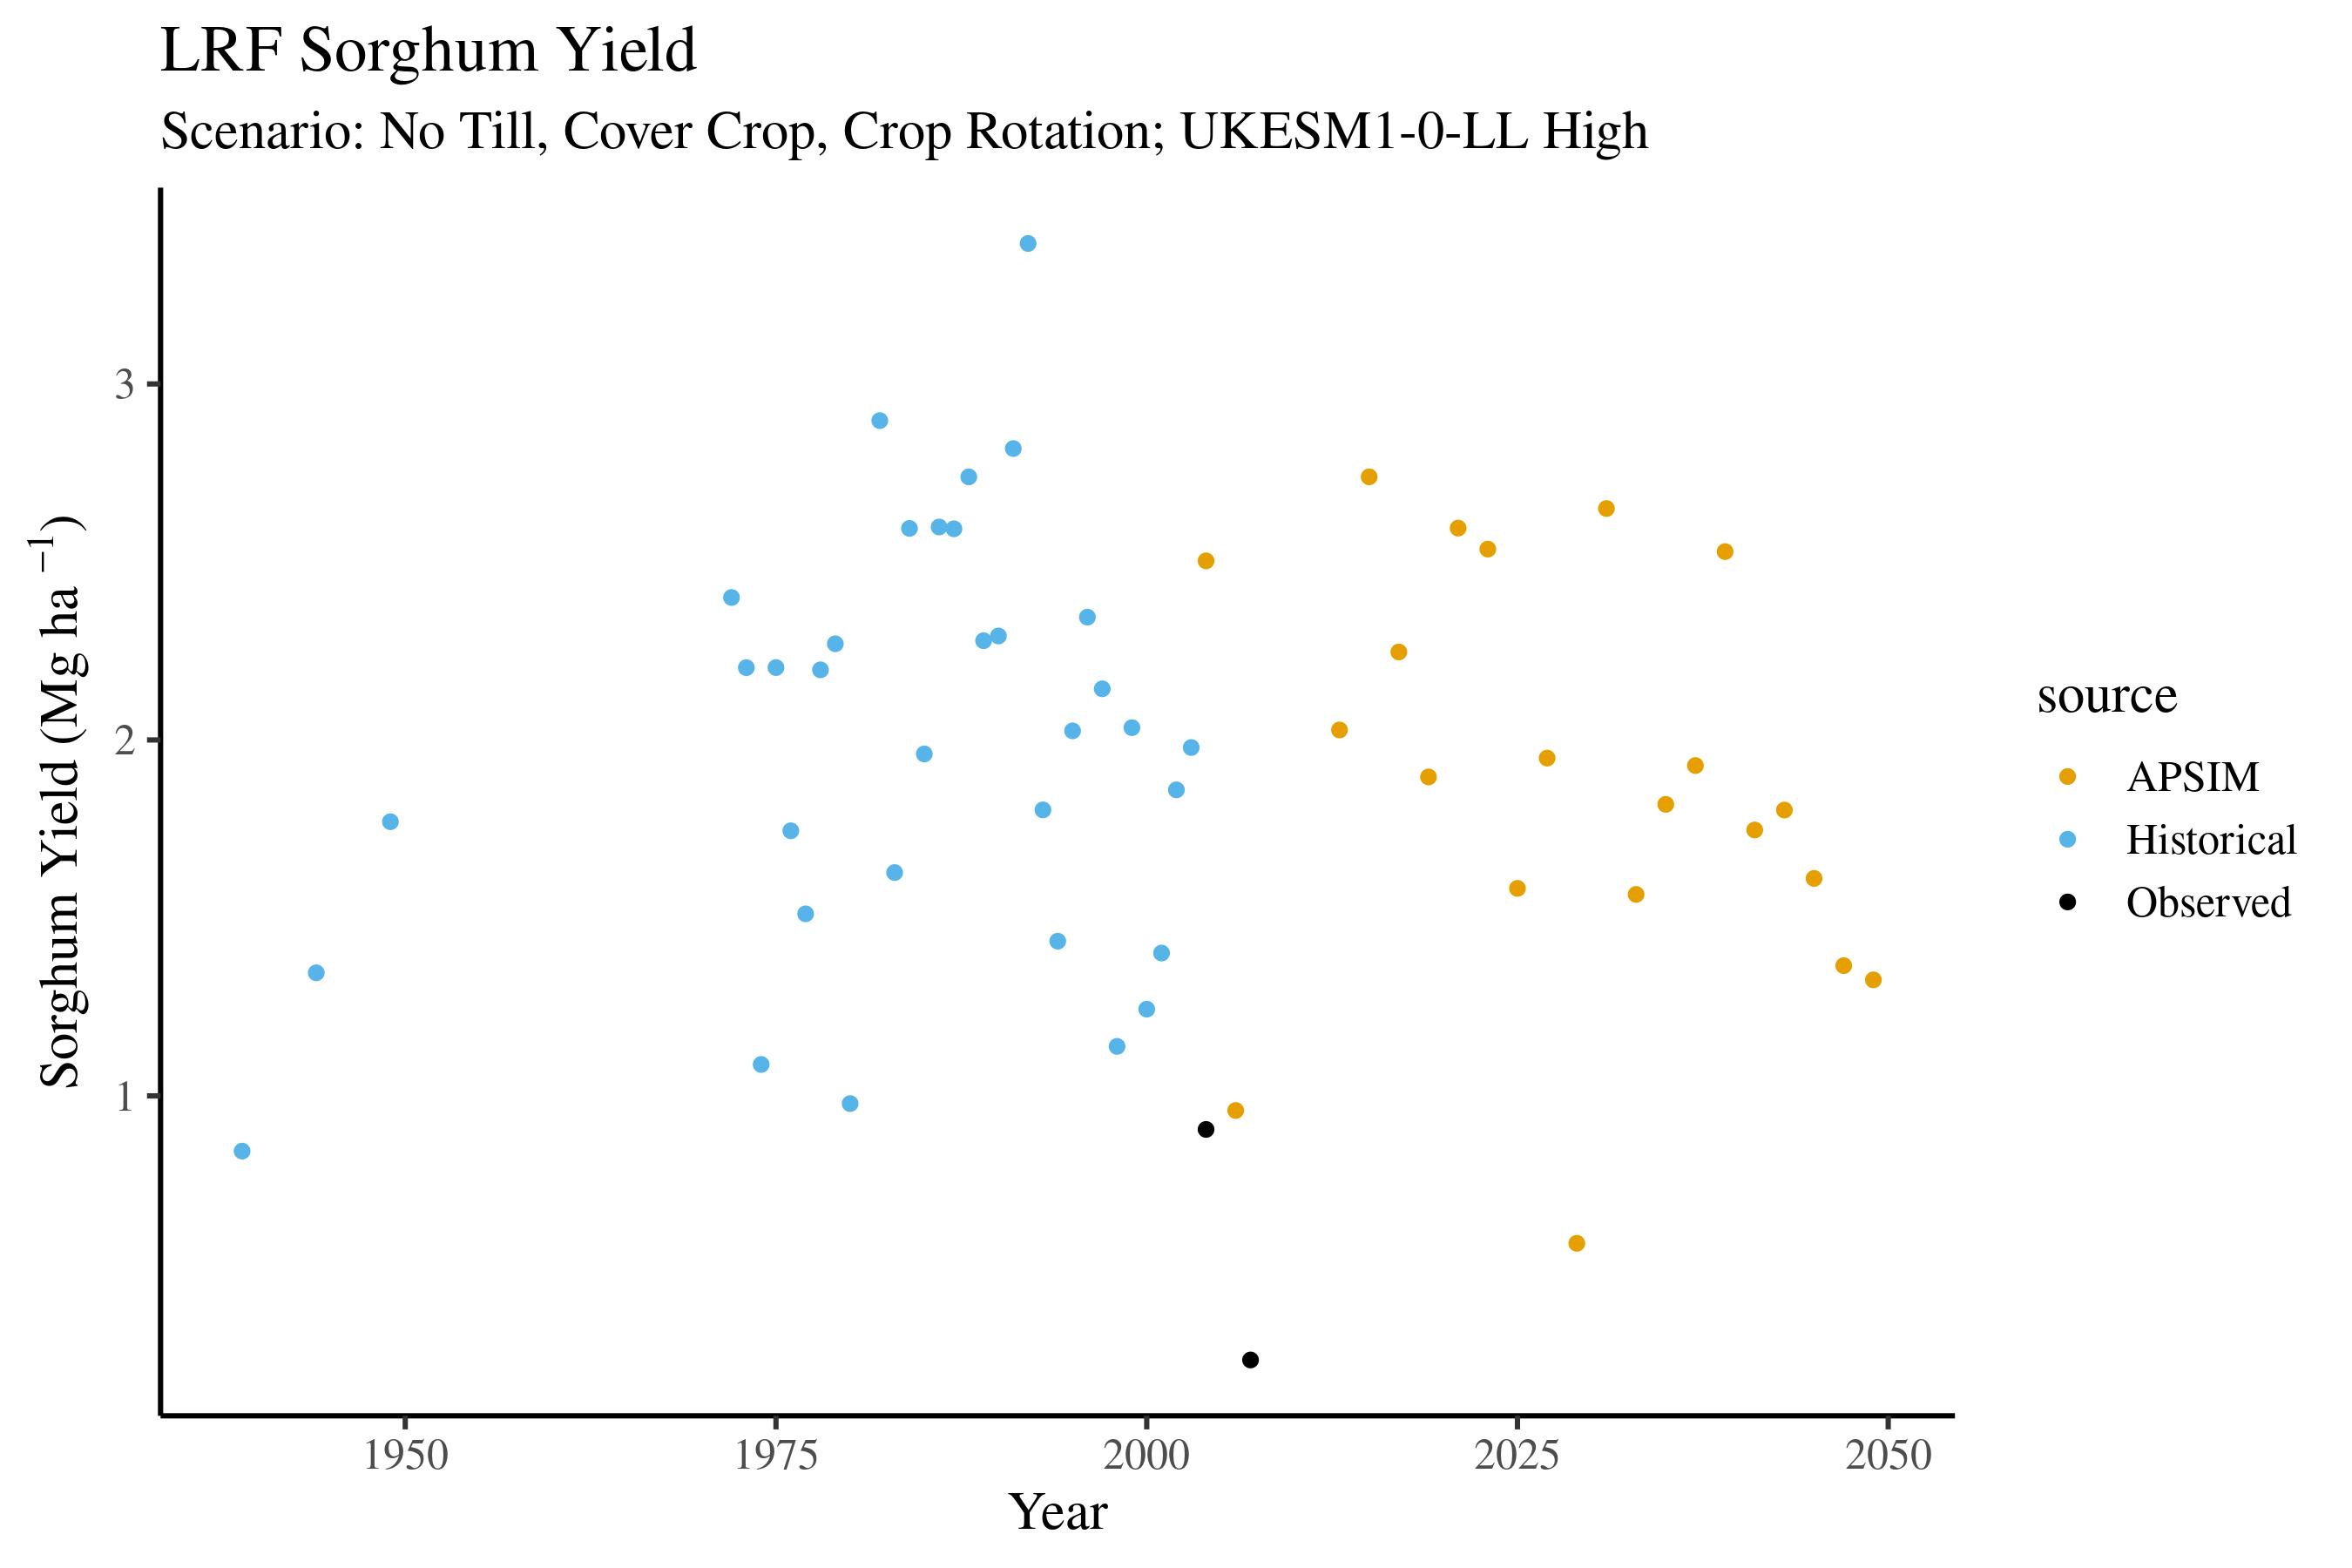 LRF Sorghum Yield
Scenario: No Till, Cover Crop, Crop Rotation; UKESM1-0-LL High
Sorghum Yield (Mg ha −1)
3
2
1
1950
1975
2000
2025
2050
Year
source
APSIM
Historical
Observed